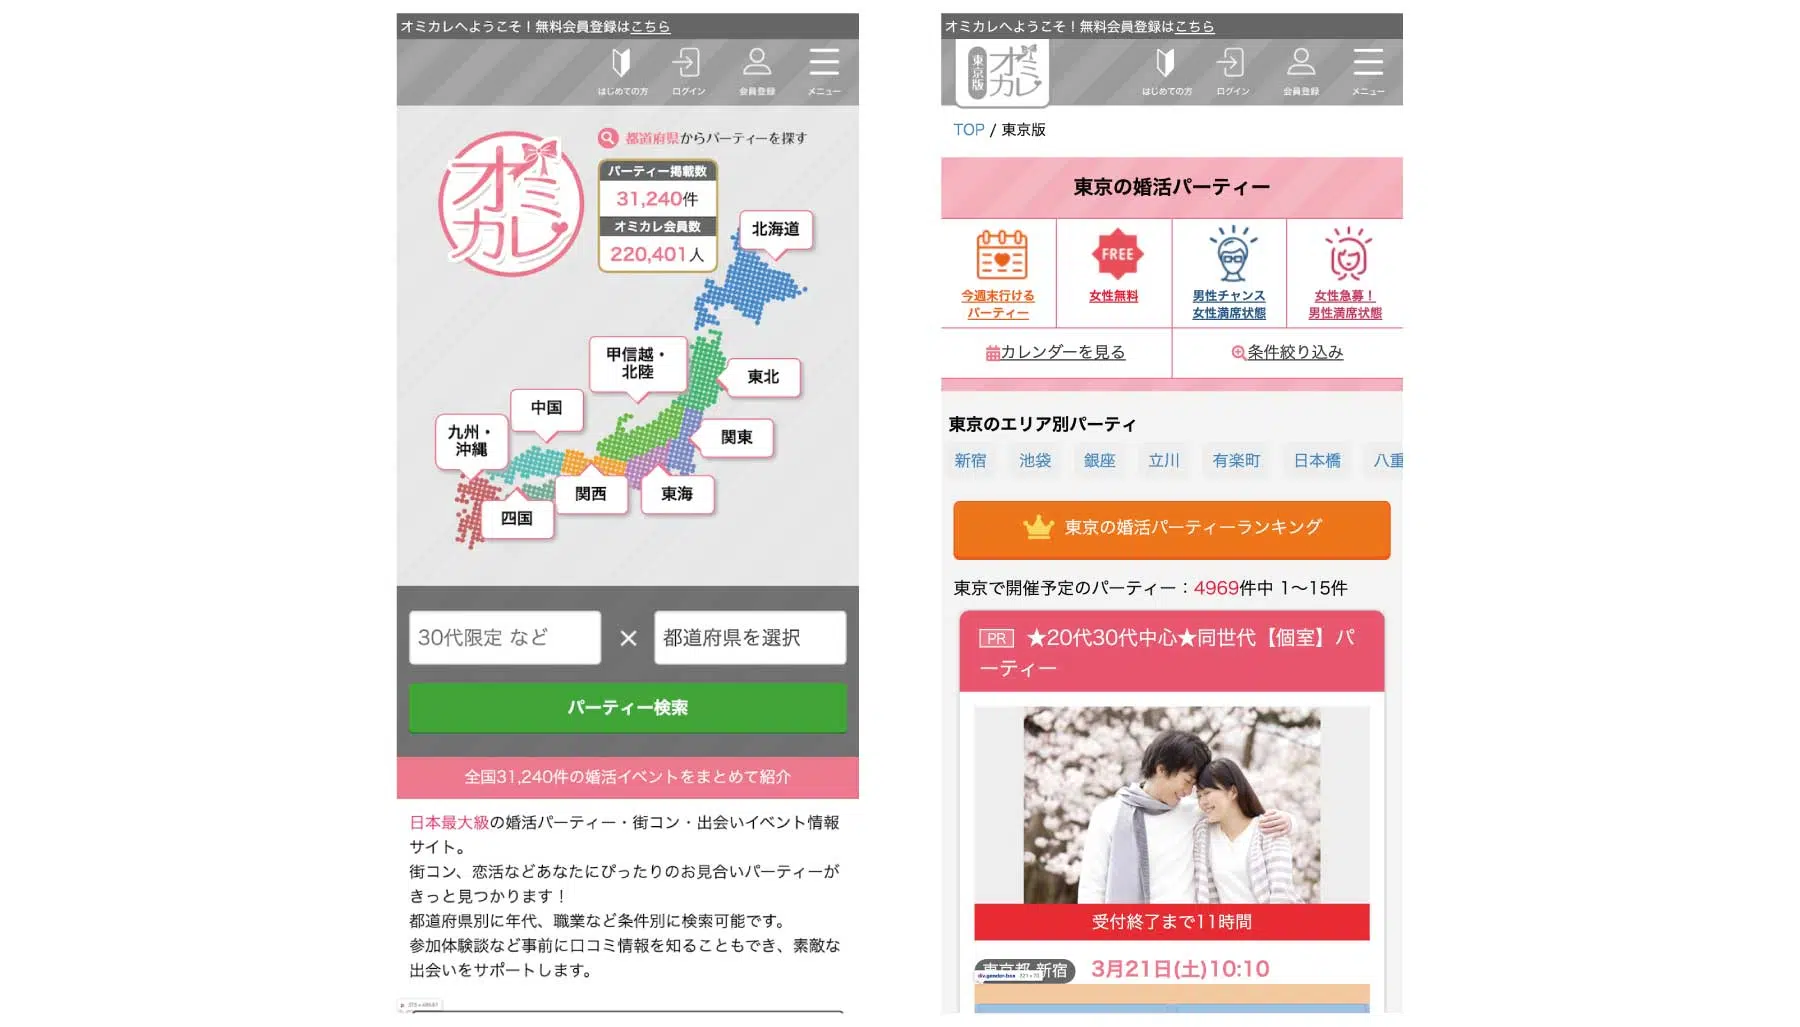 オミカレへようこそ！無料会員登録はこちら
はじめての方
ログイン
会員登録
メニュー
オミカレ
都道府県からパーティーを探す
パーティー掲載数
31,240件
オミカレ会員数
220,401人
北海道
甲信越・
北陸
東北
中国
関東
九州・
沖縄
関西
東海
四国
30代限定 など
×
都道府県を選択
パーティー検索
全国31,240件の婚活イベントをまとめて紹介
日本最大級の婚活パーティー・街コン・出会いイベント情報
サイト。
街コン、恋活などあなたにぴったりのお見合いパーティーが
きっと見つかります！
都道府県別に年代、職業など条件別に検索可能です。
参加体験談など事前に口コミ情報を知ることもでき、素敵な
出会いをサポートします。
オミカレへようこそ！無料会員登録はこちら
東京版
オミカレ
はじめての方
ログイン
会員登録
メニュー
TOP / 東京版
東京の婚活パーティー
今週末行ける
パーティー
FREE
女性無料
男性チャンス
女性満席状態
女性急募！
男性満席状態
カレンダーを見る
条件絞り込み
東京のエリア別パーティ
新宿 池袋 銀座 立川 有楽町 日本橋 八重
東京の婚活パーティーランキング
東京で開催予定のパーティー：4969件中 1〜15件
PR ★20代30代中心★同世代【個室】パ
ーティー
受付終了まで11時間
東京都 新宿
3月21日(土)10:10
div.gender-box